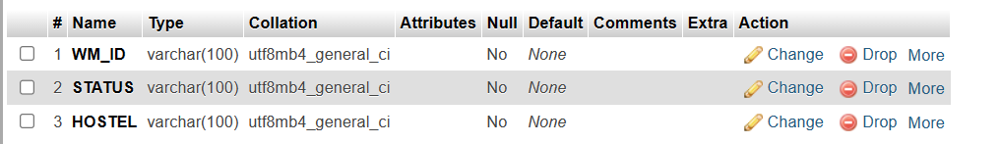 # Name Type Collation Attributes Null Default Comments Extra Action
1 WM_ID varchar(100) utf8mb4_general_ci No None Change Drop More
2 STATUS varchar(100) utf8mb4_general_ci No None Change Drop More
3 HOSTEL varchar(100) utf8mb4_general_ci No None Change Drop More